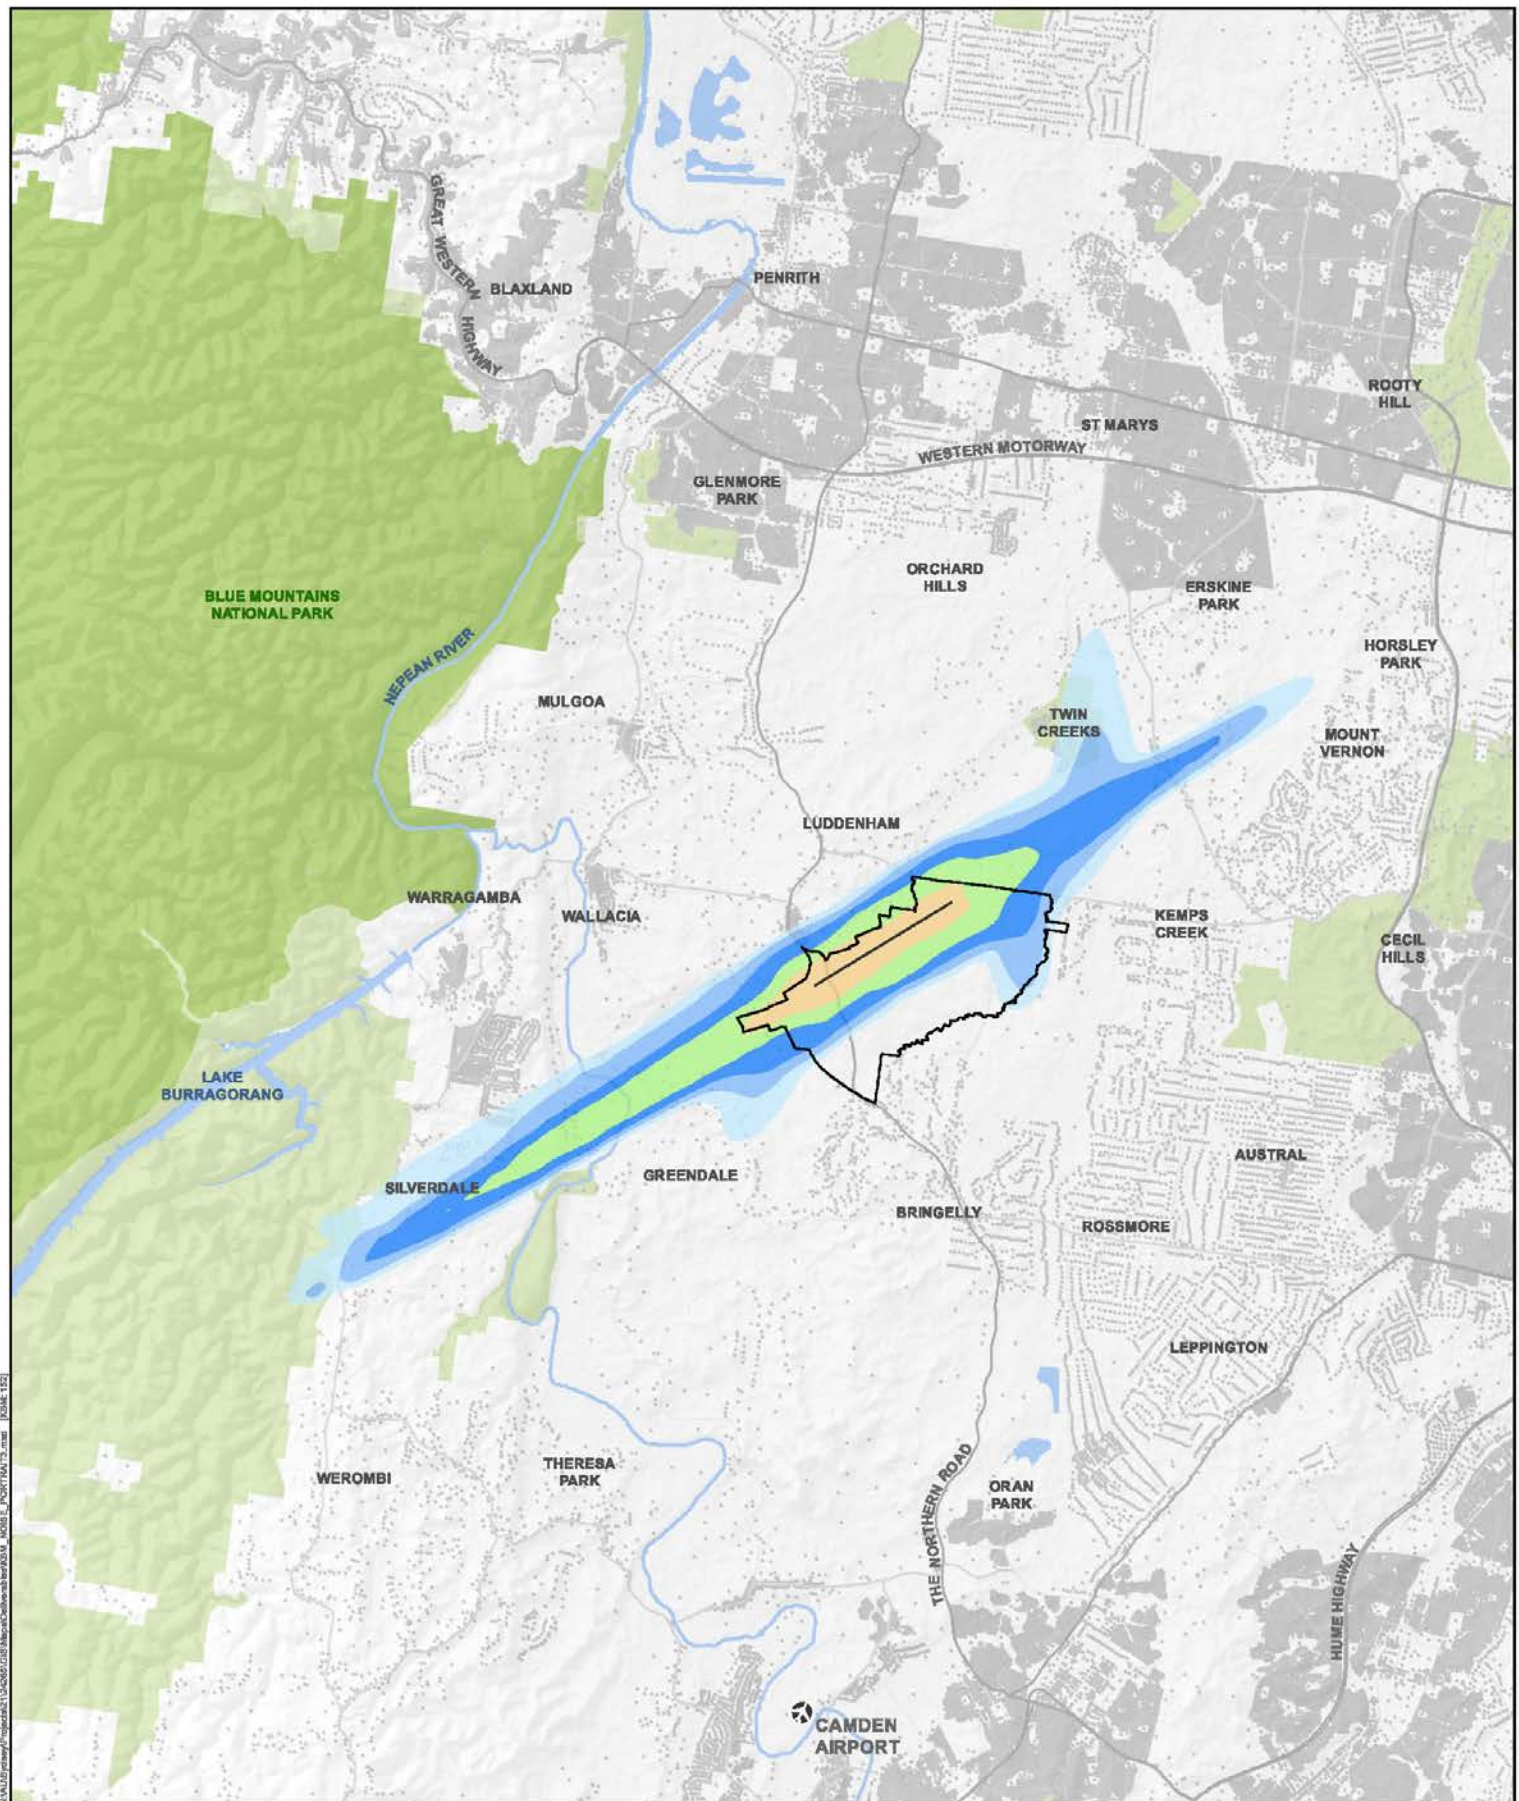 GREAT WESTERN HIGHWAY
BLAXLAND
PENRITH
ROOTY
HILL
ST MARYS
WESTERN MOTORWAY
GLENMORE
PARK
ORCHARD
HILLS
ERSKINE
PARK
BLUE MOUNTAINS
NATIONAL PARK
NEPEAN RIVER
HORSLEY
PARK
MULGOA
TWIN
CREEKS
MOUNT
VERNON
LUDDENHAM
WARRAGAMBA
WALLACIA
KEMPS
CREEK
CECIL
HILLS
LAKE
BURRAGORANG
SILVERDALE
GREENDALE
AUSTRAL
BRINGELLY
ROSSMORE
LEPPINGTON
WEROMBI
THERESA
PARK
ORAN
PARK
THE NORTHERN ROAD
HUME HIGHWAY
CAMDEN
AIRPORT